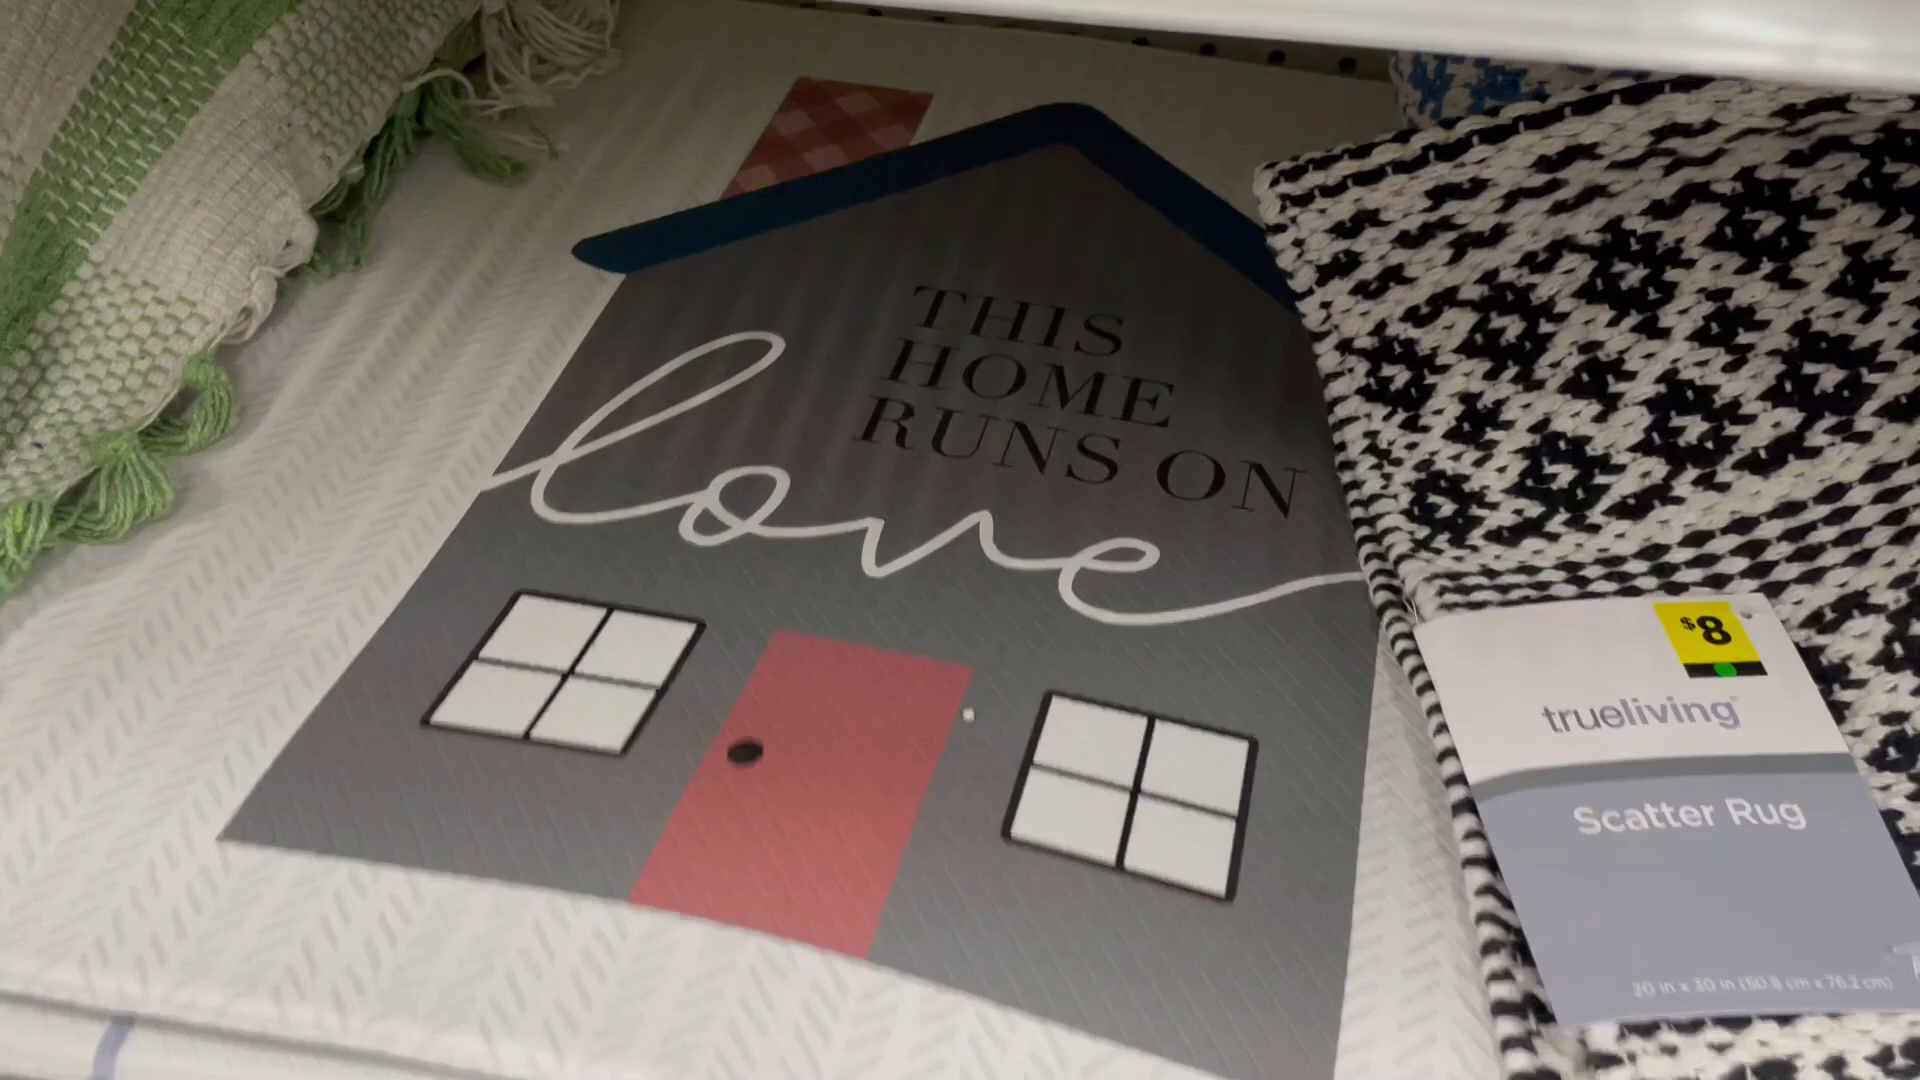 THIS
HOME
RUNS ON
love
$8
trueliving
Scatter Rug
20 in x 30 in (50.8 cm x 76.2 cm)